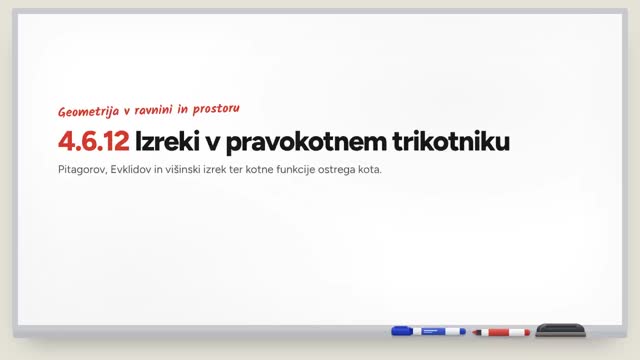 Geometrija v ravnini in prostoru
4.6.12 Izreki v pravokotnem trikotniku
Pitagorov, Evklidov in višinski izrek ter kotne funkcije ostrega kota.